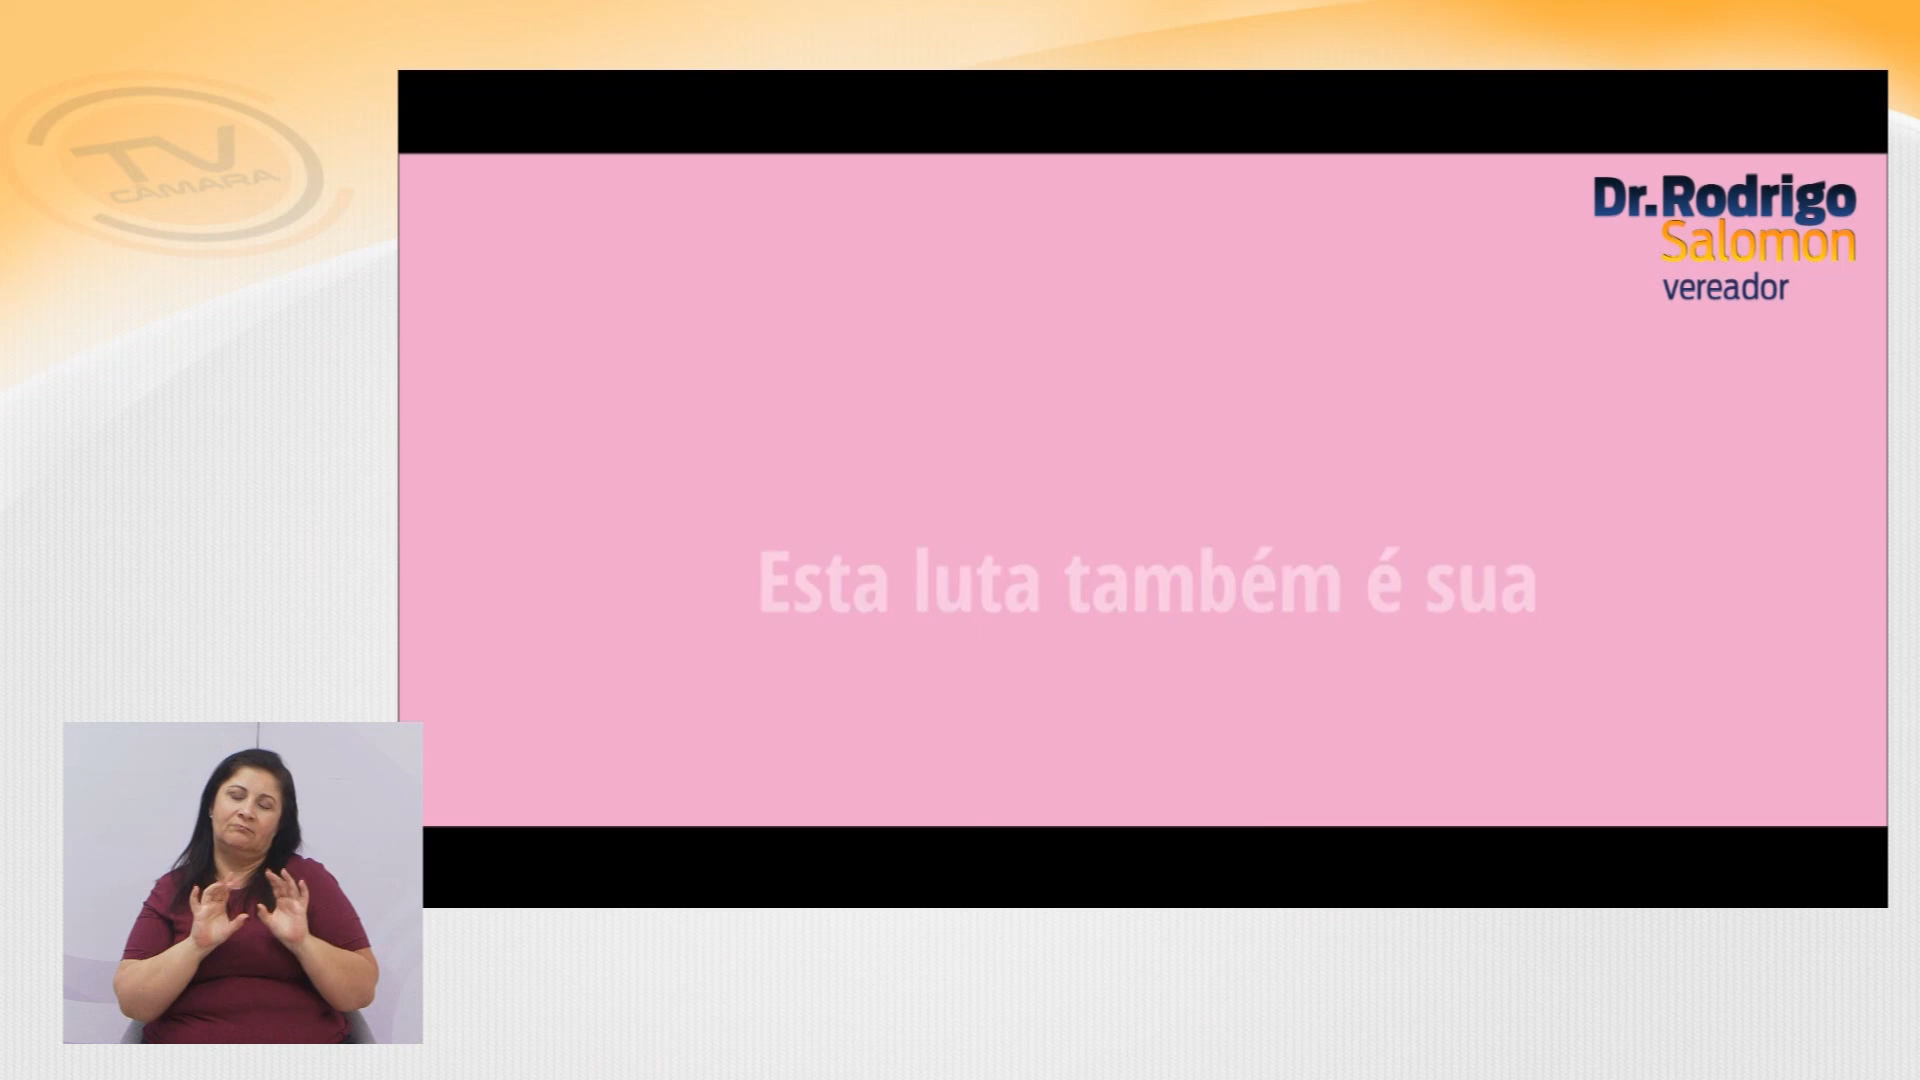 TV
CÂMARA
Dr. Rodrigo
Salomon
vereador
Esta luta também é sua